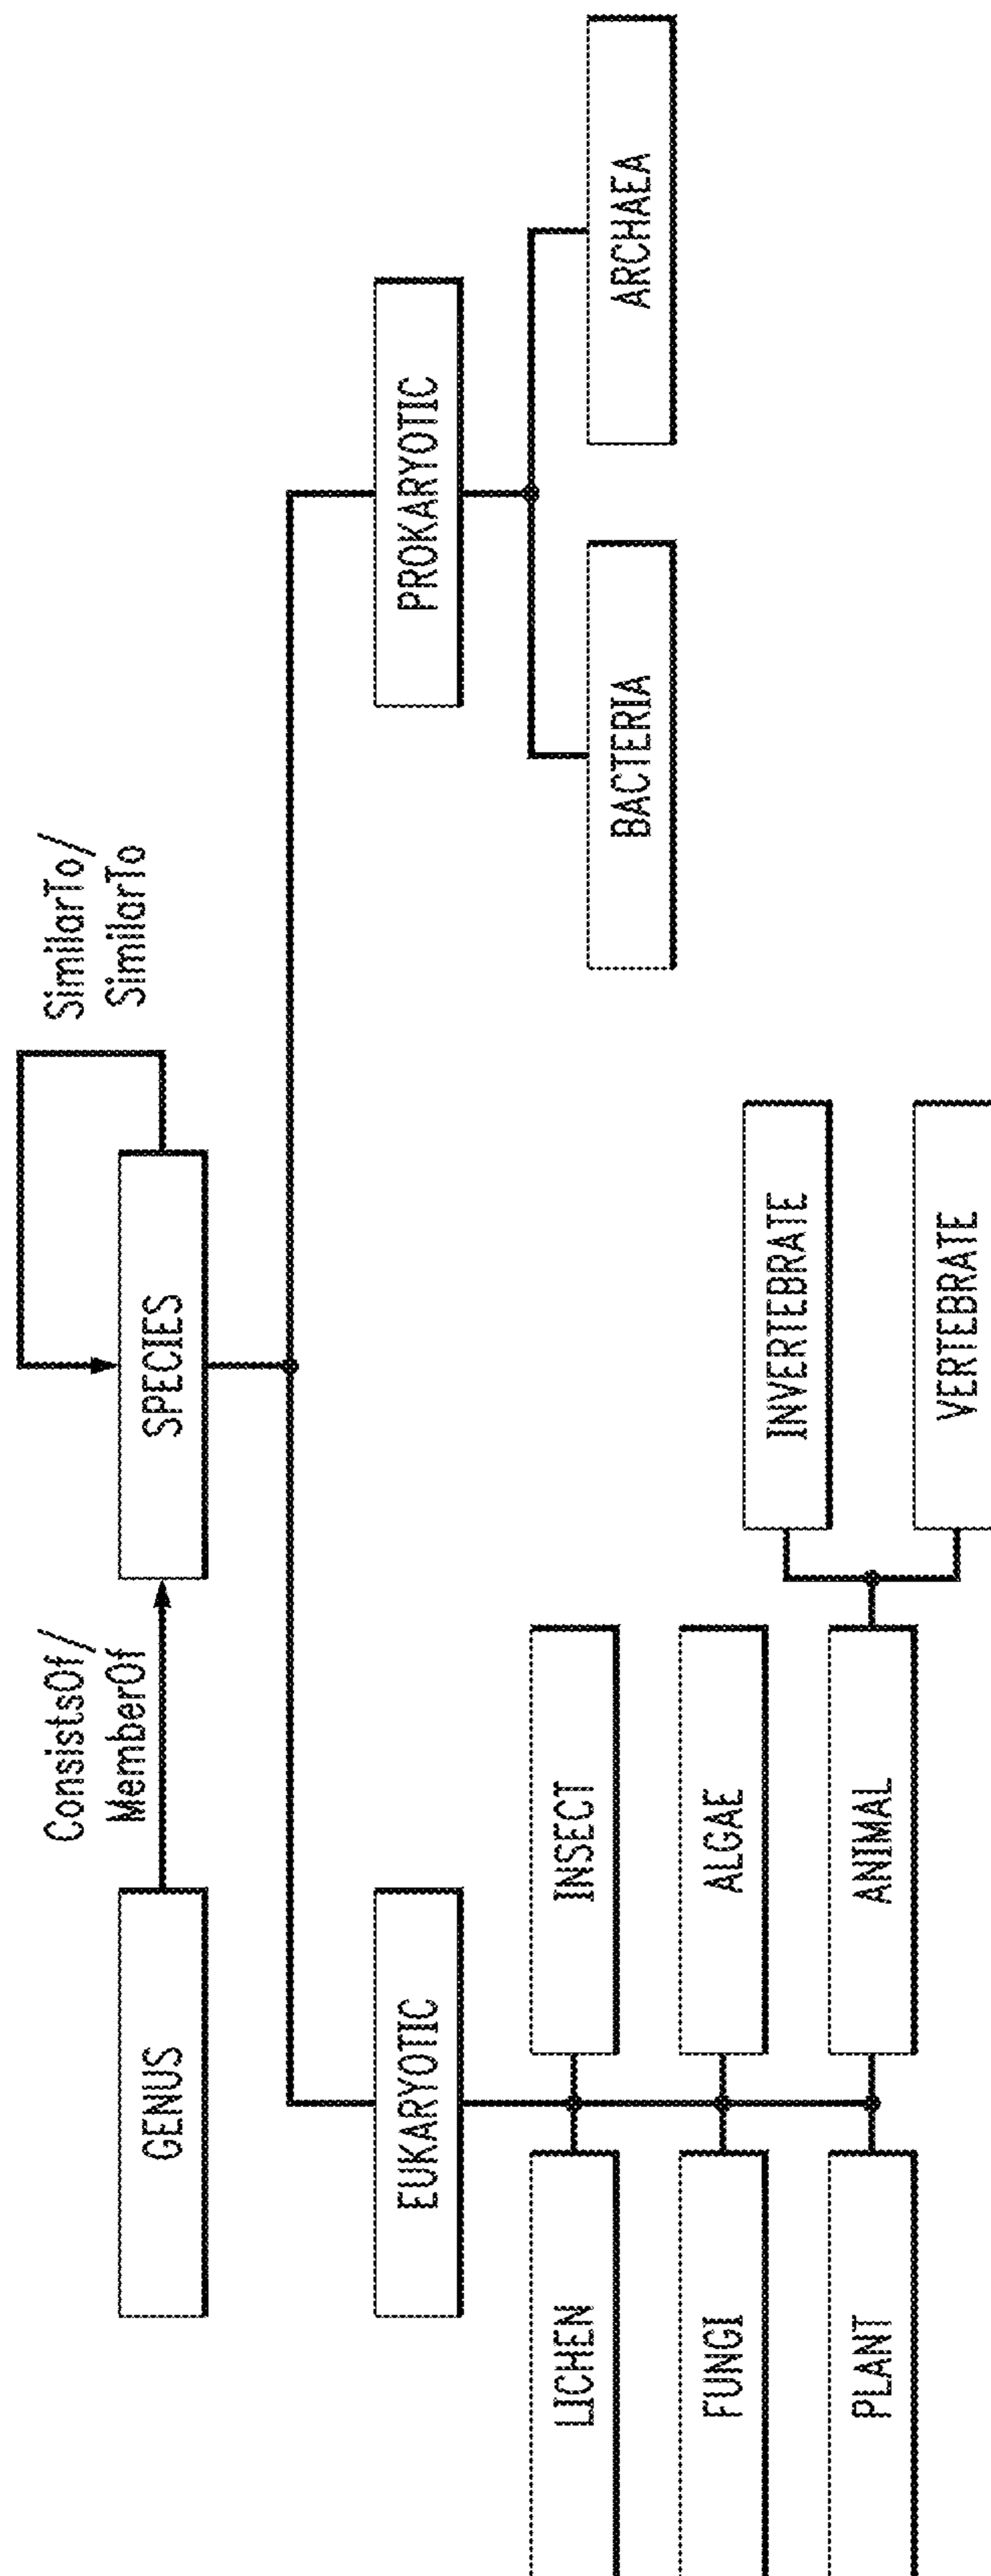 GENUS
ConsistsOf/
MemberOf
SPECIES
SimilarTo/
SimilarTo
EUKARYOTIC
PROKARYOTIC
LICHEN
INSECT
BACTERIA
ARCHAEA
FUNGI
ALGAE
PLANT
ANIMAL
INVERTEBRATE
VERTEBRATE